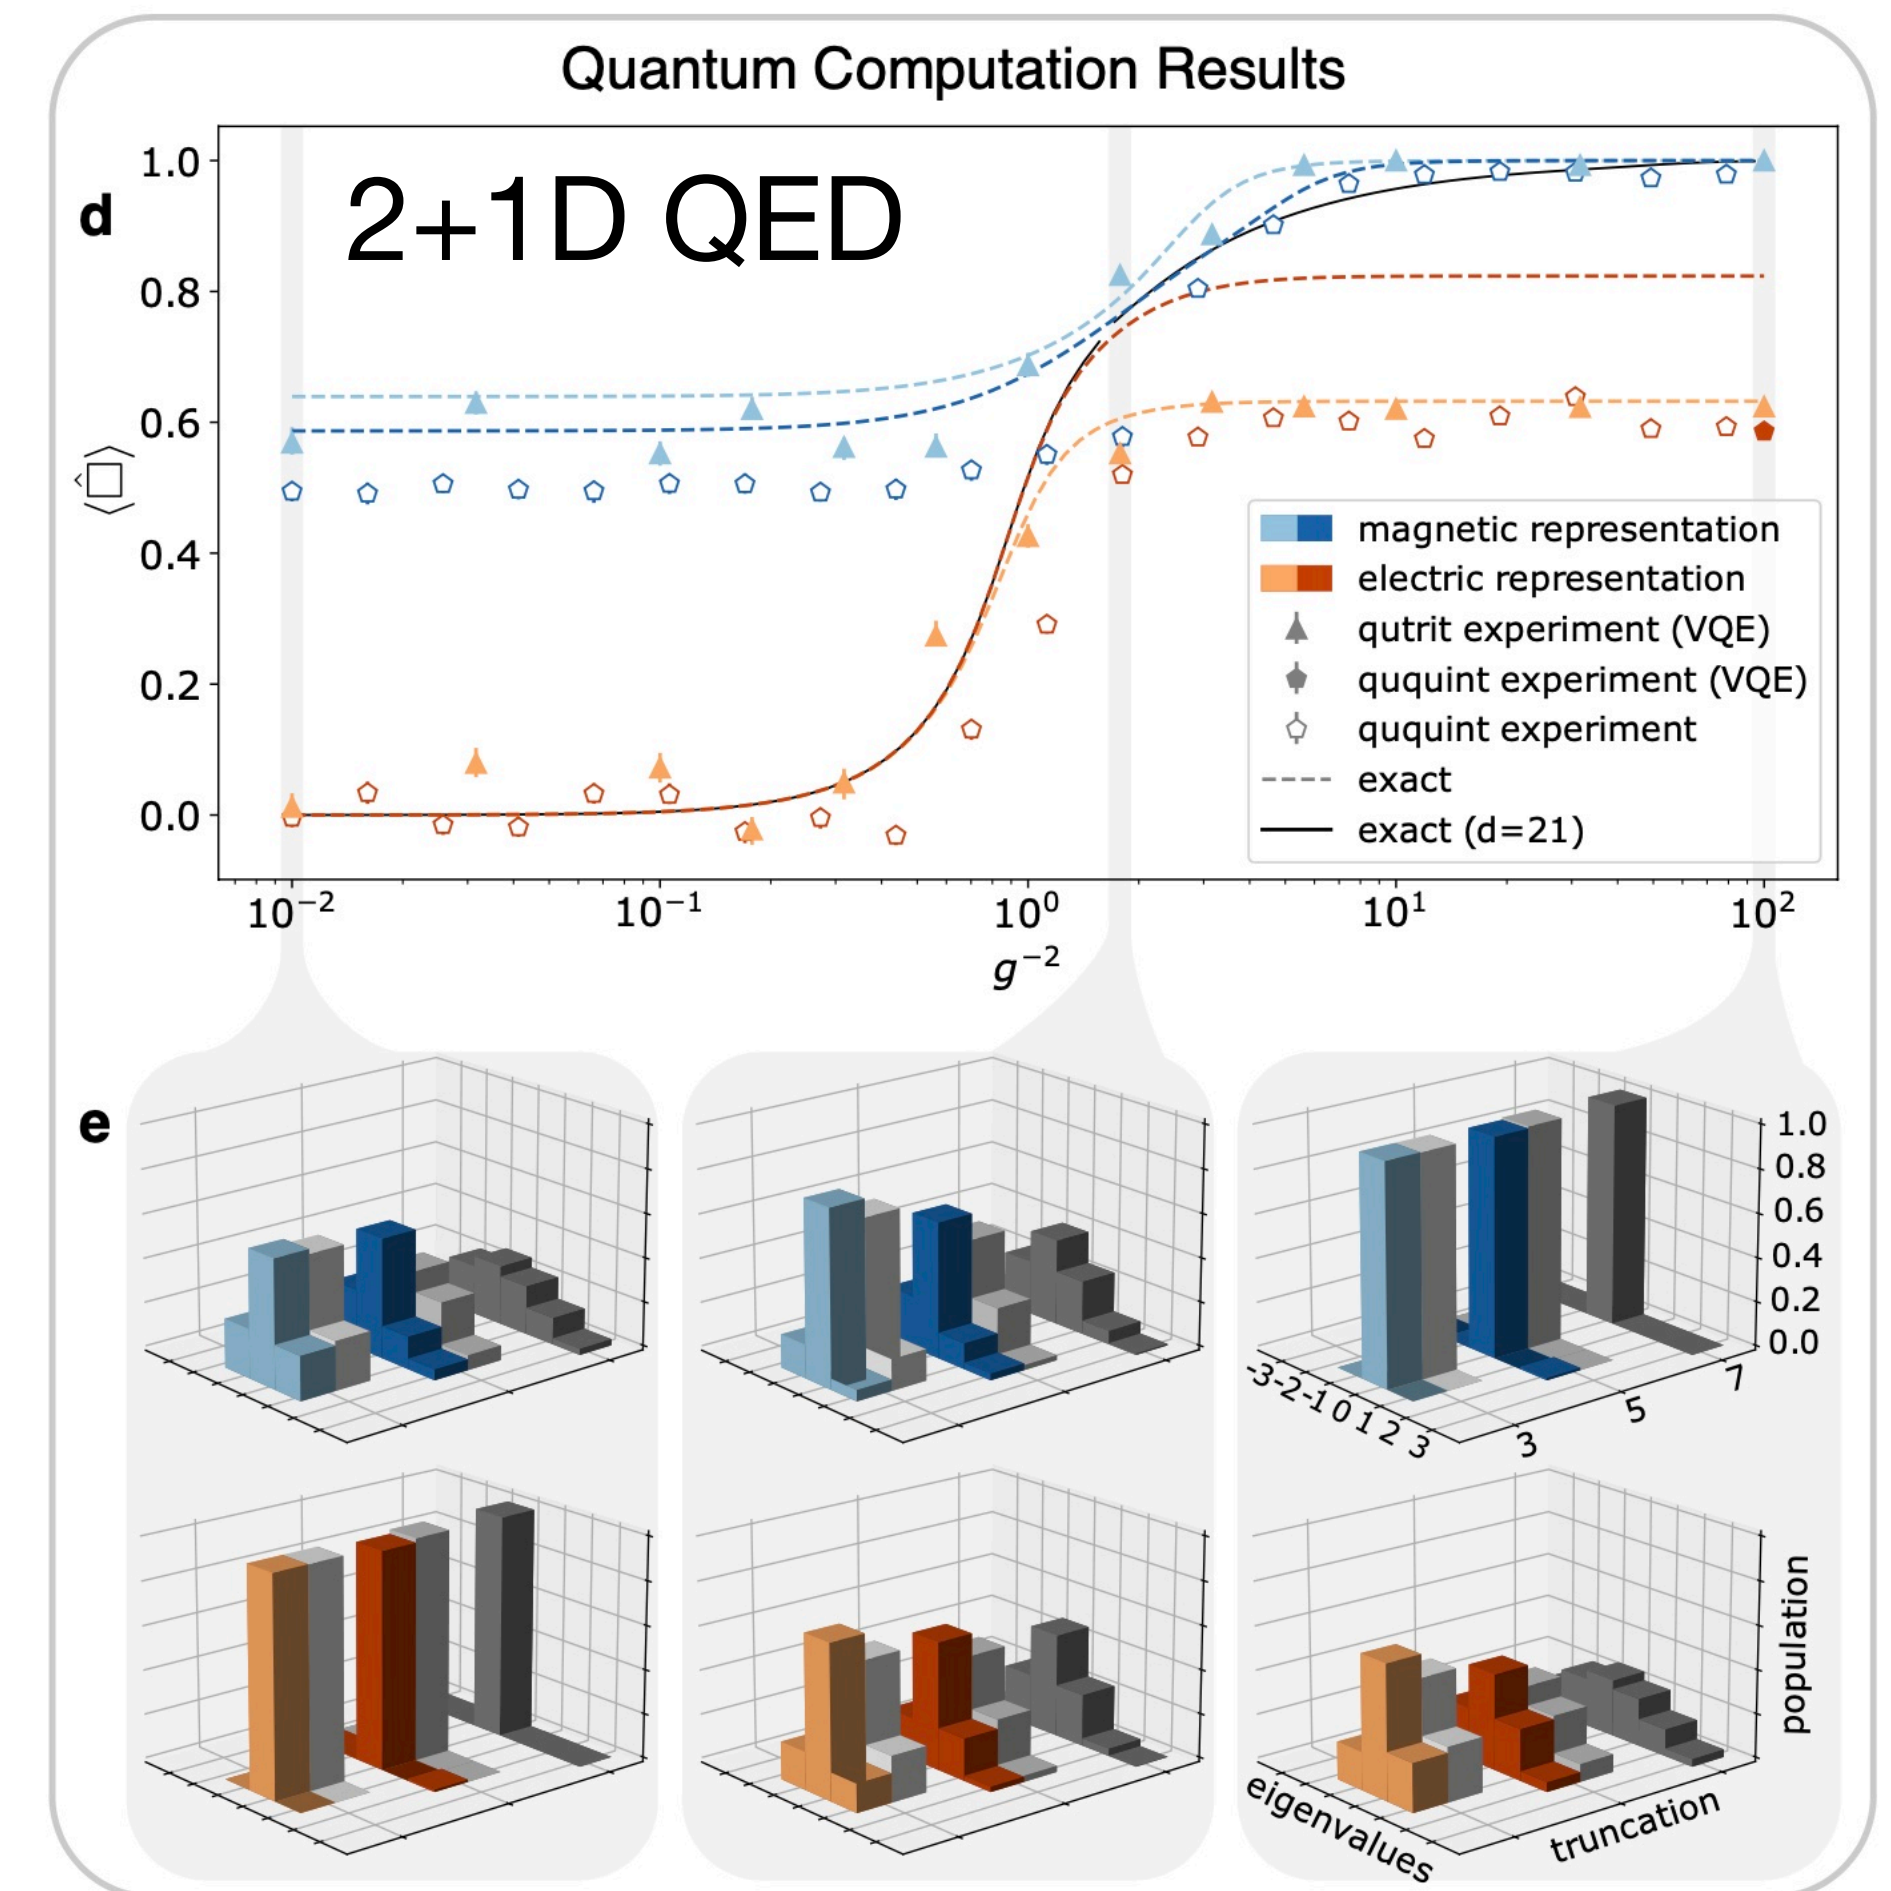 Quantum Computation Results
d
2+1D QED
1.0
0.8
0.6
0.4
0.2
0.0
⟨□̂⟩
magnetic representation
electric representation
qutrit experiment (VQE)
ququint experiment (VQE)
ququint experiment
exact
exact (d=21)
10⁻² 10⁻¹ 10⁰ 10¹ 10²
g⁻²
e
1.0
0.8
0.6
0.4
0.2
0.0
-3 -2 -1 0 1 2 3
3 5 7
population
eigenvalues
truncation